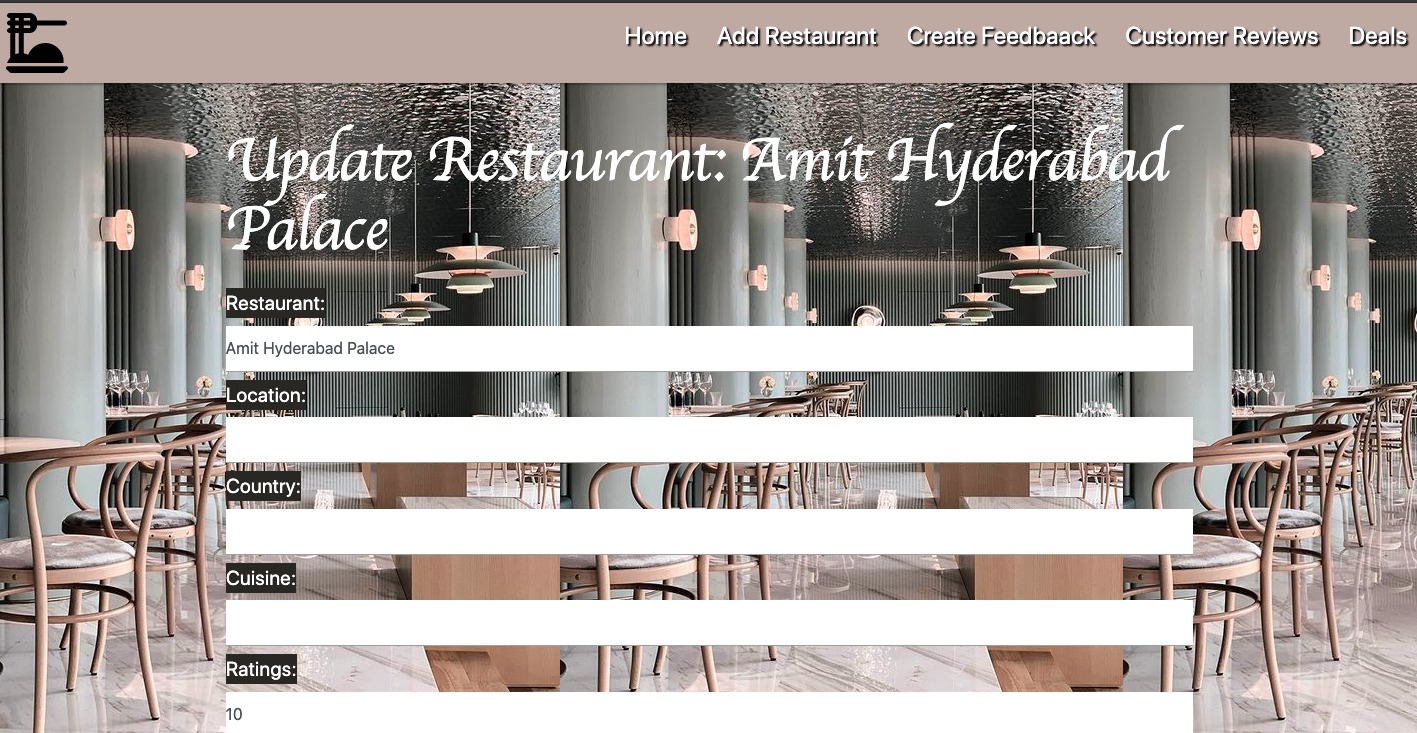 Home Add Restaurant Create Feedbaack Customer Reviews Deals
Update Restaurant: Amit Hyderabad
Palace
Restaurant:
Amit Hyderabad Palace
Location:
Country:
Cuisine:
Ratings:
10